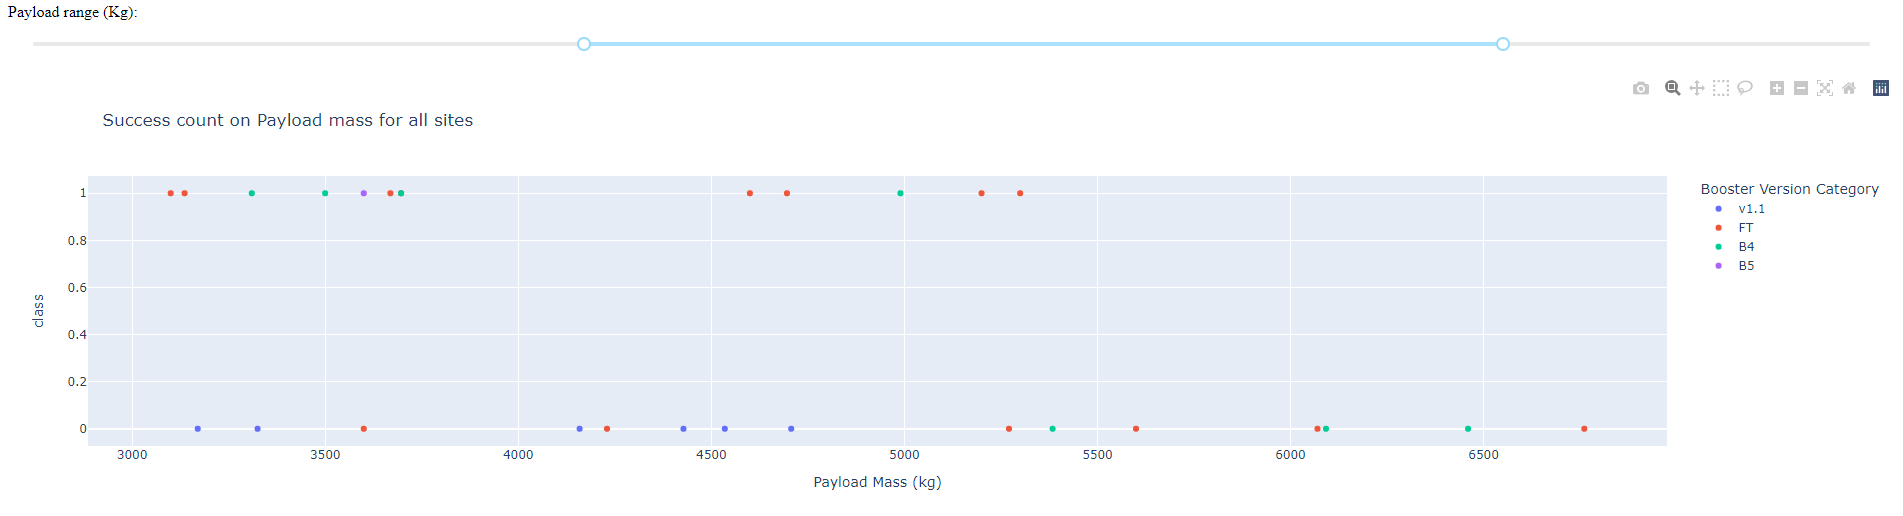 Payload range (Kg):
Success count on Payload mass for all sites
1
0.8
0.6
0.4
0.2
0
class
3000 3500 4000 4500 5000 5500 6000 6500
Payload Mass (kg)
Booster Version Category
v1.1
FT
B4
B5